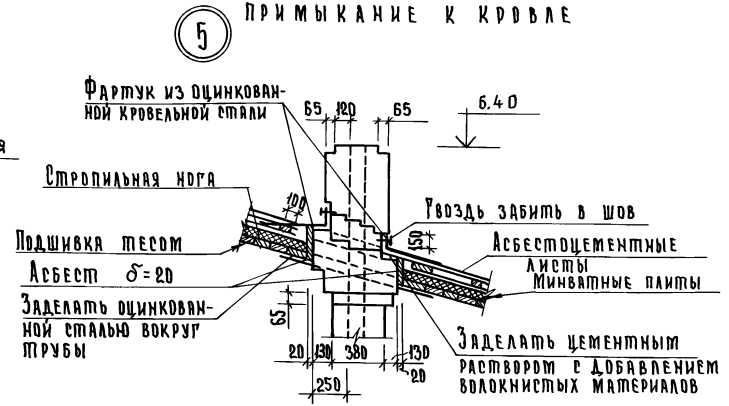 5
ПРИМЫКАНИЕ К КРОВЛЕ
ФАРТУК ИЗ ОЦИНКОВАН-
НОЙ КРОВЕЛЬНОЙ СТАЛИ
65
120
65
6.40
Я
СТРОПИЛЬНАЯ НОГА
100
ГВОЗДЬ ЗАБИТЬ В ШОВ
150
ПОДШИВКА ТЕСОМ
АСБЕСТОЦЕМЕНТНЫЕ
ЛИСТЫ
АСБЕСТ δ=20
МИНВАТНЫЕ ПЛИТЫ
ЗАДЕЛАТЬ ОЦИНКОВАН-
НОЙ СТАЛЬЮ ВОКРУГ
ТРУБЫ
65
ЗАДЕЛАТЬ ЦЕМЕНТНЫМ
РАСТВОРОМ С ДОБАВЛЕНИЕМ
ВОЛОКНИСТЫХ МАТЕРИАЛОВ
20
130
380
130
20
250